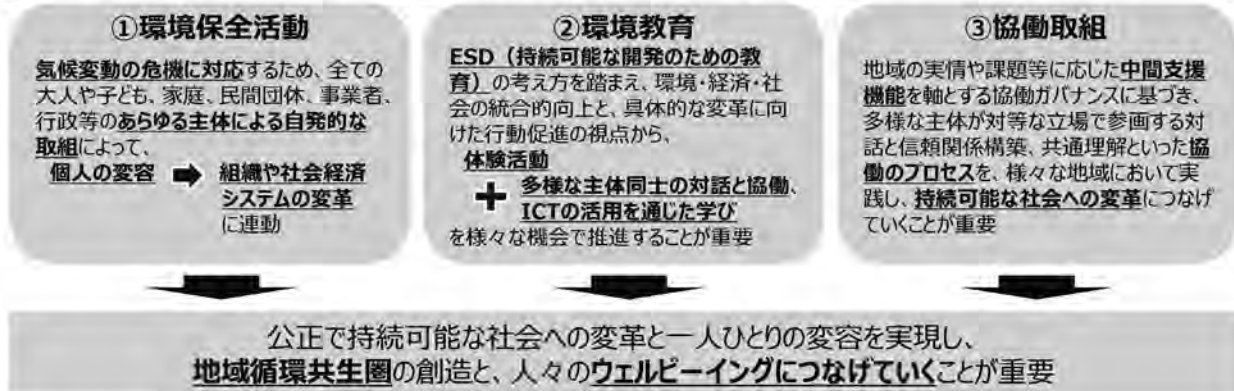 ①環境保全活動
気候変動の危機に対応するため、全ての
大人や子ども、家庭、民間団体、事業者、
行政等のあらゆる主体による自発的な
取組によって、
個人の変容 ➡ 組織や社会経済
システムの変革
に連動
②環境教育
ESD（持続可能な開発のための教
育）の考え方を踏まえ、環境・経済・社
会の統合的向上と、具体的な変革に向
けた行動促進の視点から、
体験活動
＋ 多様な主体同士の対話と協働、
ICTの活用を通じた学び
を様々な機会で推進することが重要
③協働取組
地域の実情や課題等に応じた中間支援
機能を軸とする協働ガバナンスに基づき、
多様な主体が対等な立場で参画する対
話と信頼関係構築、共通理解といった協
働のプロセスを、様々な地域において実
践し、持続可能な社会への変革につなげ
ていくことが重要
公正で持続可能な社会への変革と一人ひとりの変容を実現し、
地域循環共生圏の創造と、人々のウェルビーイングにつなげていくことが重要